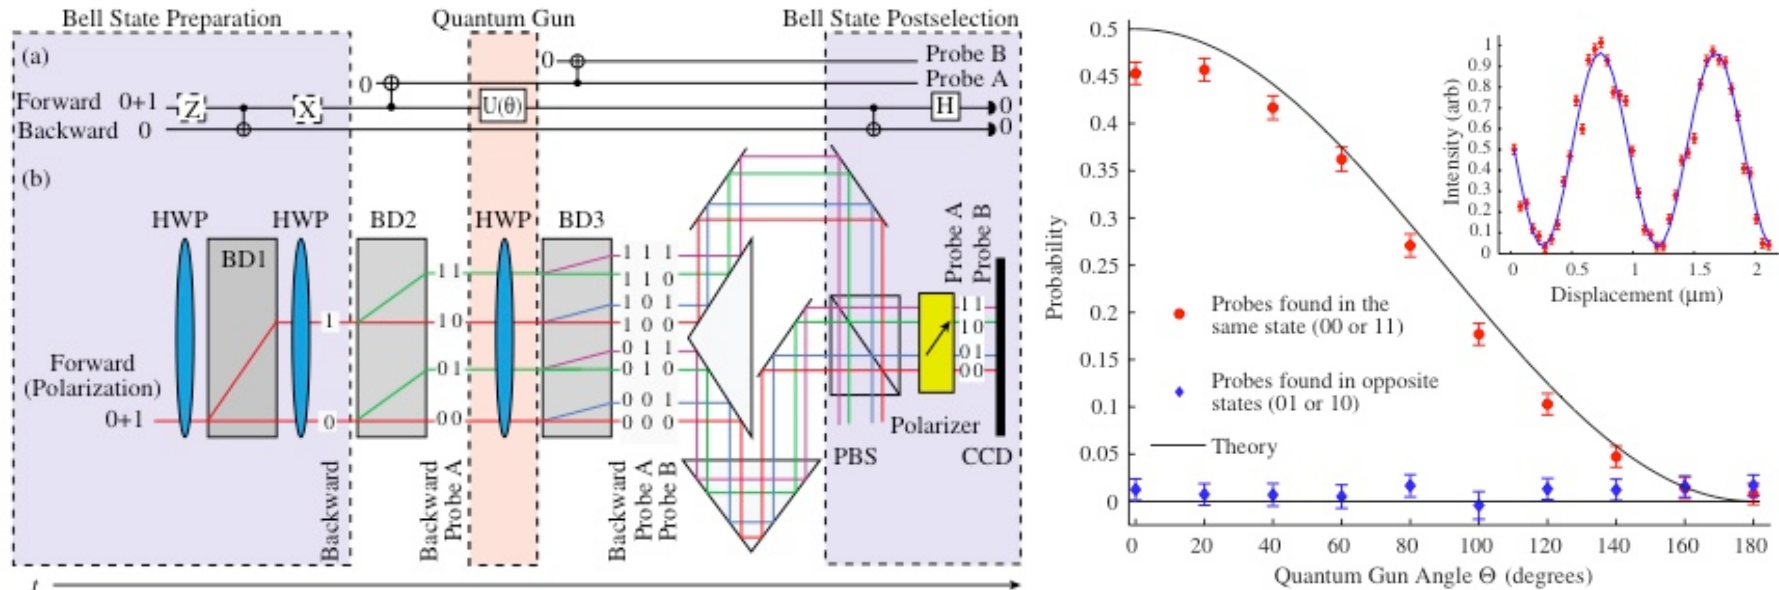 Bell State Preparation
Quantum Gun
Bell State Postselection
(a)
0
Probe B
0
Probe A
Forward 0+1 Z X U(θ) H 0
Backward 0 0
(b)
HWP HWP BD2 HWP BD3
BD1
1 1 1
1 1
1 1 0
1 0 1
1 1 0 1 0 0
0 1 1
0 1 0 1 0
0 0 1
0 0 0 0 0 0
Forward
(Polarization)
0+1
Backward
Backward
Probe A
Backward
Probe A
Probe B
Probe A
Probe B
1 1
1 0
0 1
0 0
Polarizer
PBS
CCD
t
Probability
0.5
0.45
0.4
0.35
0.3
0.25
0.2
0.15
0.1
0.05
0
0 20 40 60 80 100 120 140 160 180
Quantum Gun Angle Θ (degrees)
Probes found in the
same state (00 or 11)
Probes found in opposite
states (01 or 10)
Theory
Intensity (arb)
1
0.9
0.8
0.7
0.6
0.5
0.4
0.3
0.2
0.1
0
0 0.5 1 1.5 2
Displacement (μm)